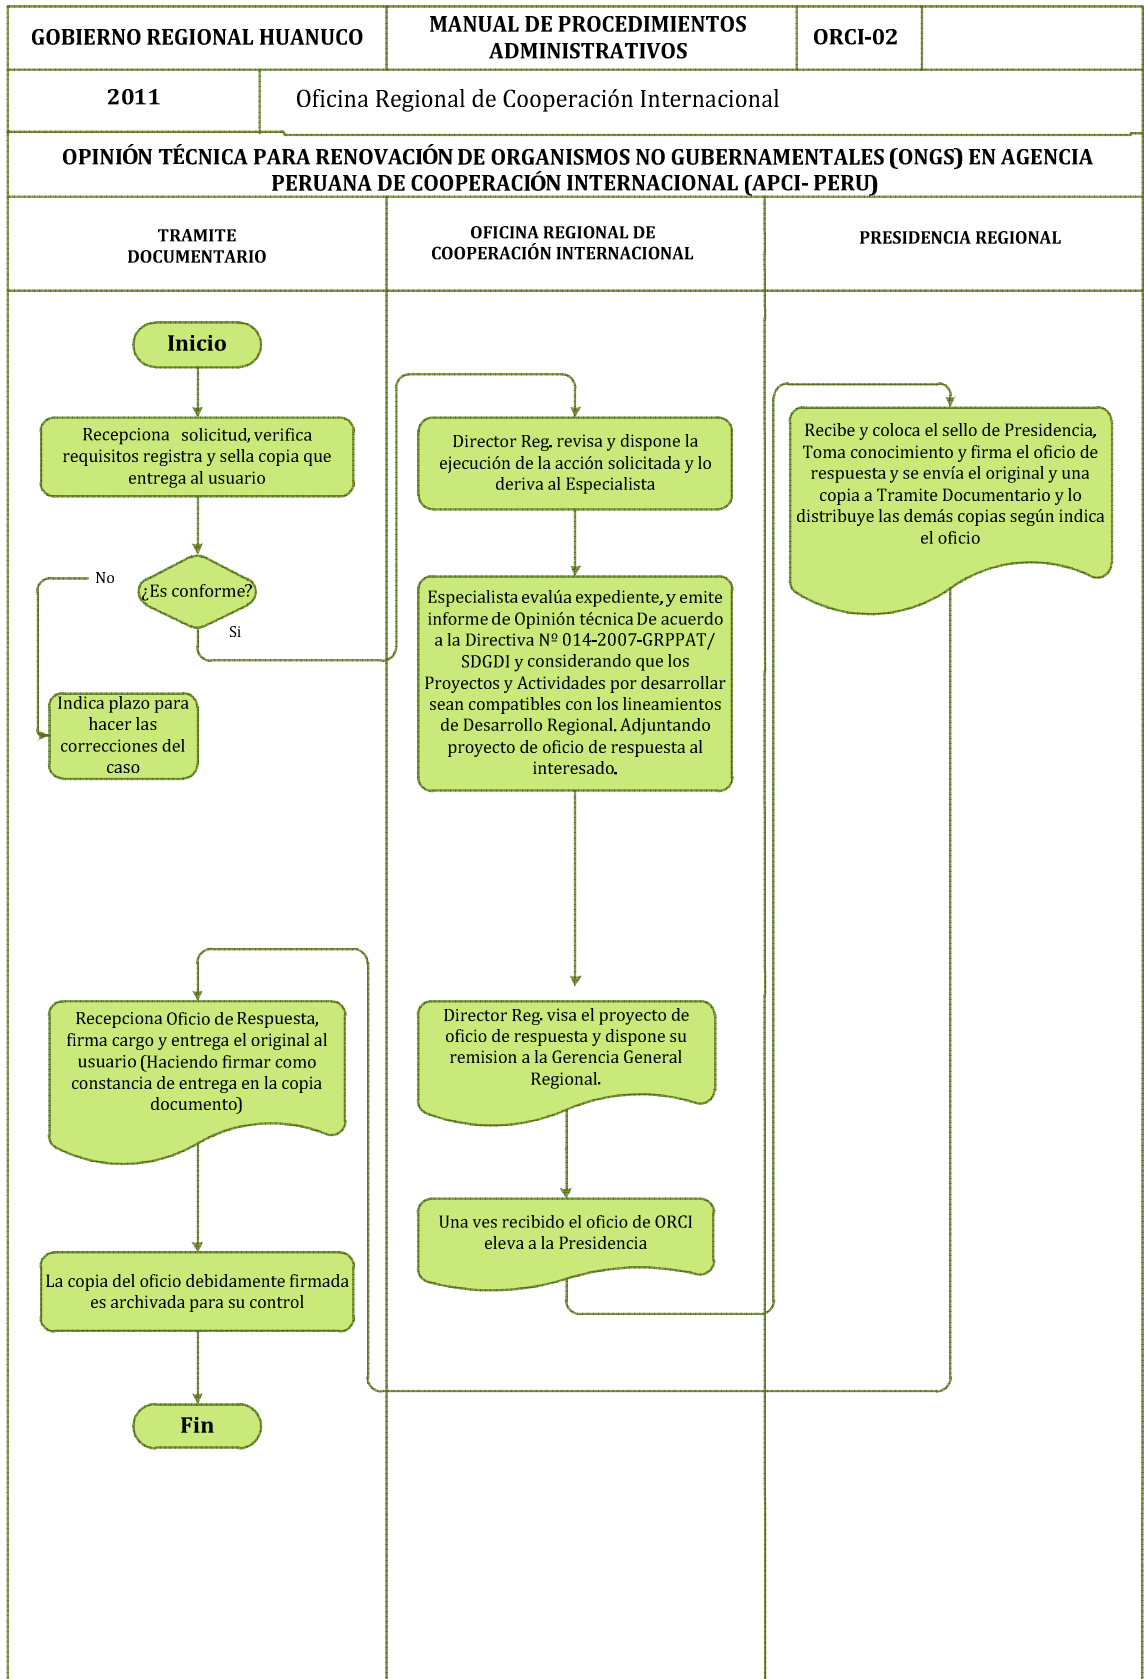 GOBIERNO REGIONAL HUANUCO
MANUAL DE PROCEDIMIENTOS
ADMINISTRATIVOS
ORCI-02
2011
Oficina Regional de Cooperación Internacional
OPINIÓN TÉCNICA PARA RENOVACIÓN DE ORGANISMOS NO GUBERNAMENTALES (ONGS) EN AGENCIA
PERUANA DE COOPERACIÓN INTERNACIONAL (APCI- PERU)
TRAMITE
DOCUMENTARIO
OFICINA REGIONAL DE
COOPERACIÓN INTERNACIONAL
PRESIDENCIA REGIONAL
Inicio
Recepciona solicitud, verifica
requisitos registra y sella copia que
entrega al usuario
¿Es conforme?
No
Si
Indica plazo para
hacer las
correcciones del
caso
Director Reg. revisa y dispone la
ejecución de la acción solicitada y lo
deriva al Especialista
Especialista evalúa expediente, y emite
informe de Opinión técnica De acuerdo
a la Directiva Nº 014-2007-GRPPAT/
SDGDI y considerando que los
Proyectos y Actividades por desarrollar
sean compatibles con los lineamientos
de Desarrollo Regional. Adjuntando
proyecto de oficio de respuesta al
interesado.
Director Reg. visa el proyecto de
oficio de respuesta y dispone su
remision a la Gerencia General
Regional.
Una ves recibido el oficio de ORCI
eleva a la Presidencia
Recibe y coloca el sello de Presidencia,
Toma conocimiento y firma el oficio de
respuesta y se envía el original y una
copia a Tramite Documentario y lo
distribuye las demás copias según indica
el oficio
Recepciona Oficio de Respuesta,
firma cargo y entrega el original al
usuario (Haciendo firmar como
constancia de entrega en la copia
documento)
La copia del oficio debidamente firmada
es archivada para su control
Fin